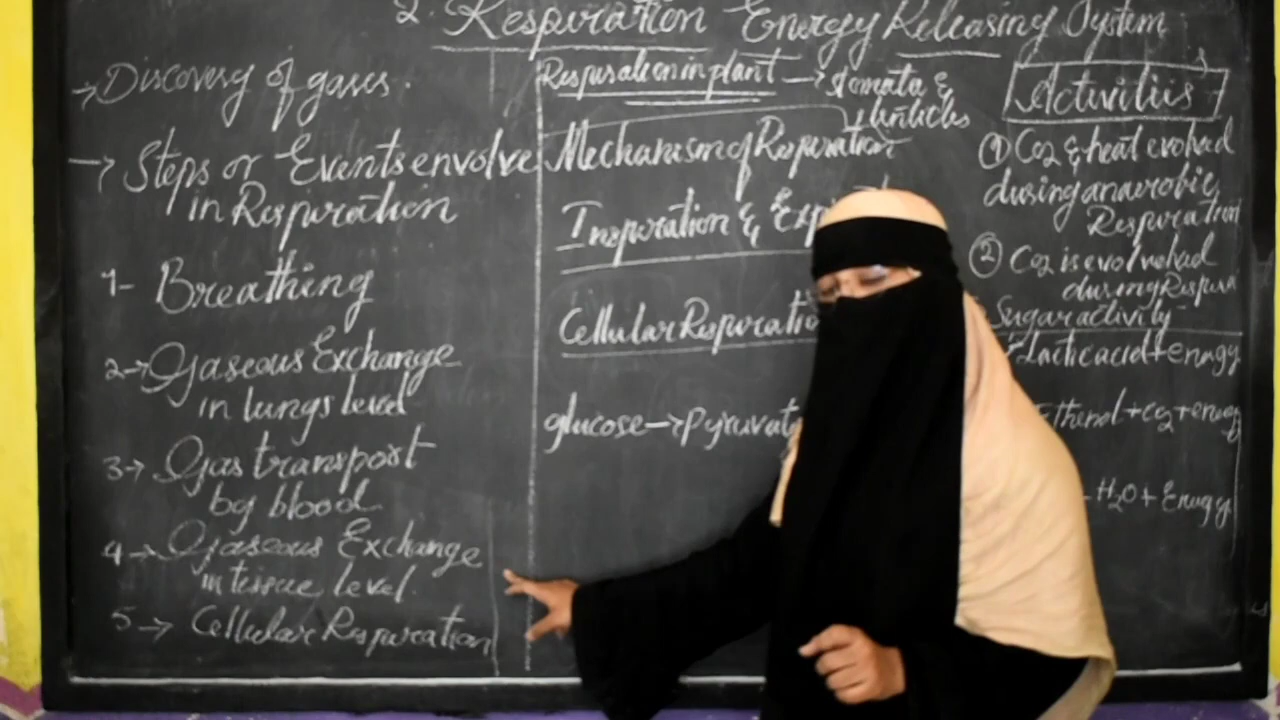 2. Respiration Energy Releasing System
→ Discovery of gases.
→ Steps or Events envolve
in Respiration
1- Breathing
2→ Gaseous Exchange
in lungs level
3→ Gas transport
by blood
4→ Gaseous Exchange
in tissue level.
5→ Cellular Respiration
Respiration in plant → stomata &
lenticles
Mechanism of Respiration
Inspiration & Exp
Cellular Respiratio
glucose → Pyruvat
Activities
① Co2 & heat evolved
during anaerobic
Respiration
② Co2 is evolved
during Respira
Sugar activity
Lactic acid + energy
Ethenol + co2 + energy
H2O + Energy